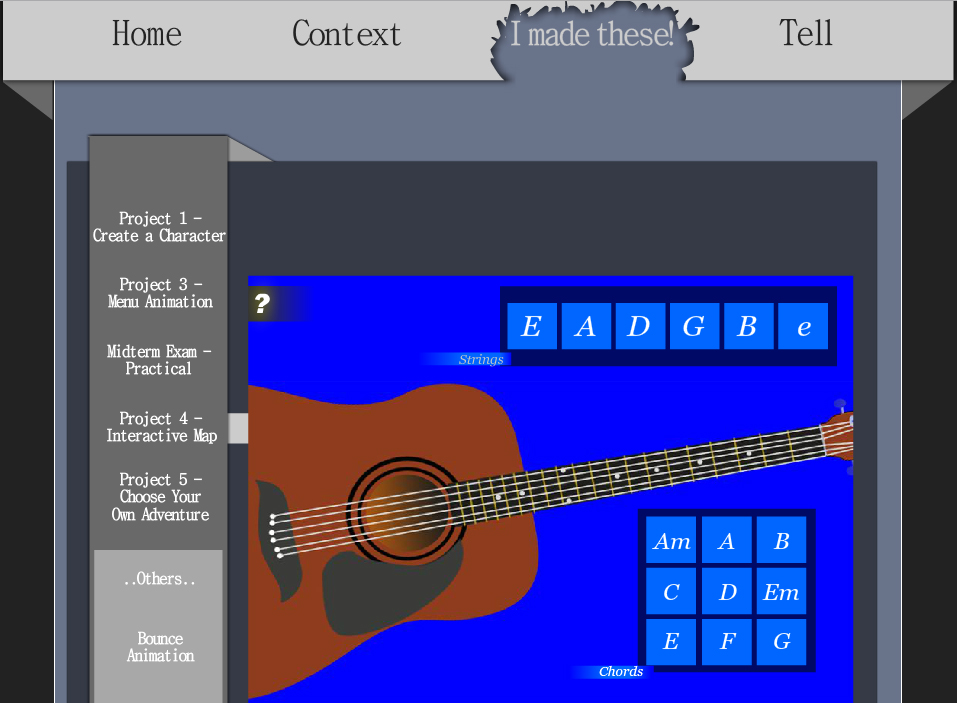 Home Context I made these! Tell
Project 1 -
Create a Character
Project 3 -
Menu Animation
Midterm Exam -
Practical
Project 4 -
Interactive Map
Project 5 -
Choose Your
Own Adventure
..Others..
Bounce
Animation
?
E A D G B e
Strings
Am A B
C D Em
E F G
Chords